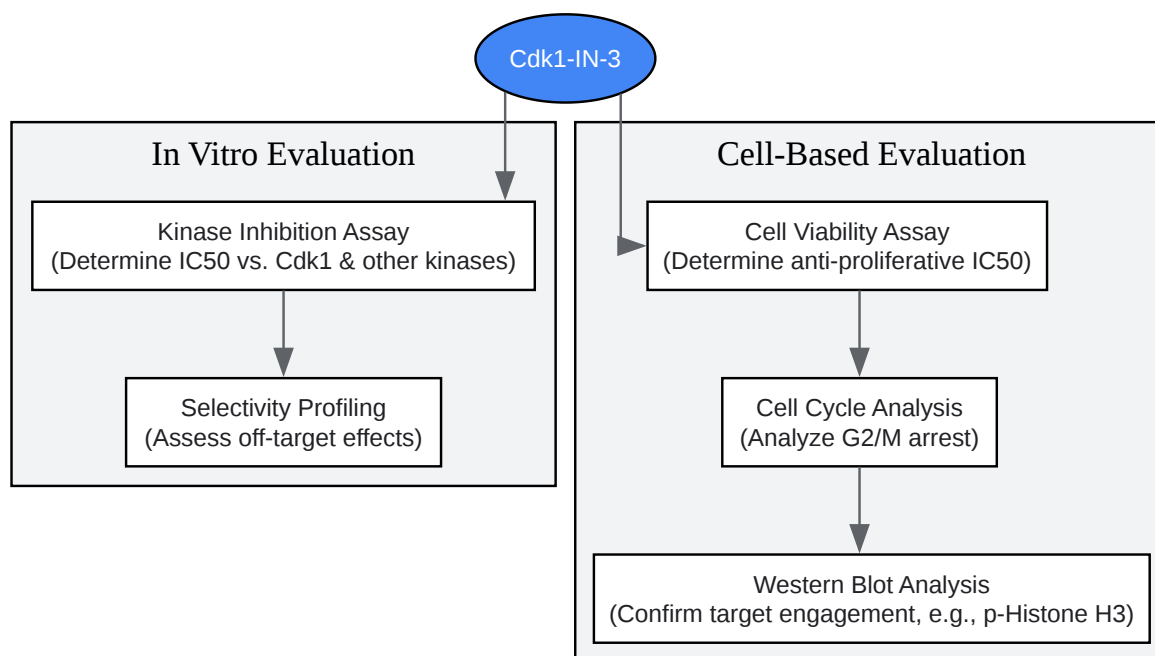 Cdk1-IN-3
In Vitro Evaluation
Kinase Inhibition Assay
(Determine IC50 vs. Cdk1 & other kinases)
Selectivity Profiling
(Assess off-target effects)
Cell-Based Evaluation
Cell Viability Assay
(Determine anti-proliferative IC50)
Cell Cycle Analysis
(Analyze G2/M arrest)
Western Blot Analysis
(Confirm target engagement, e.g., p-Histone H3)